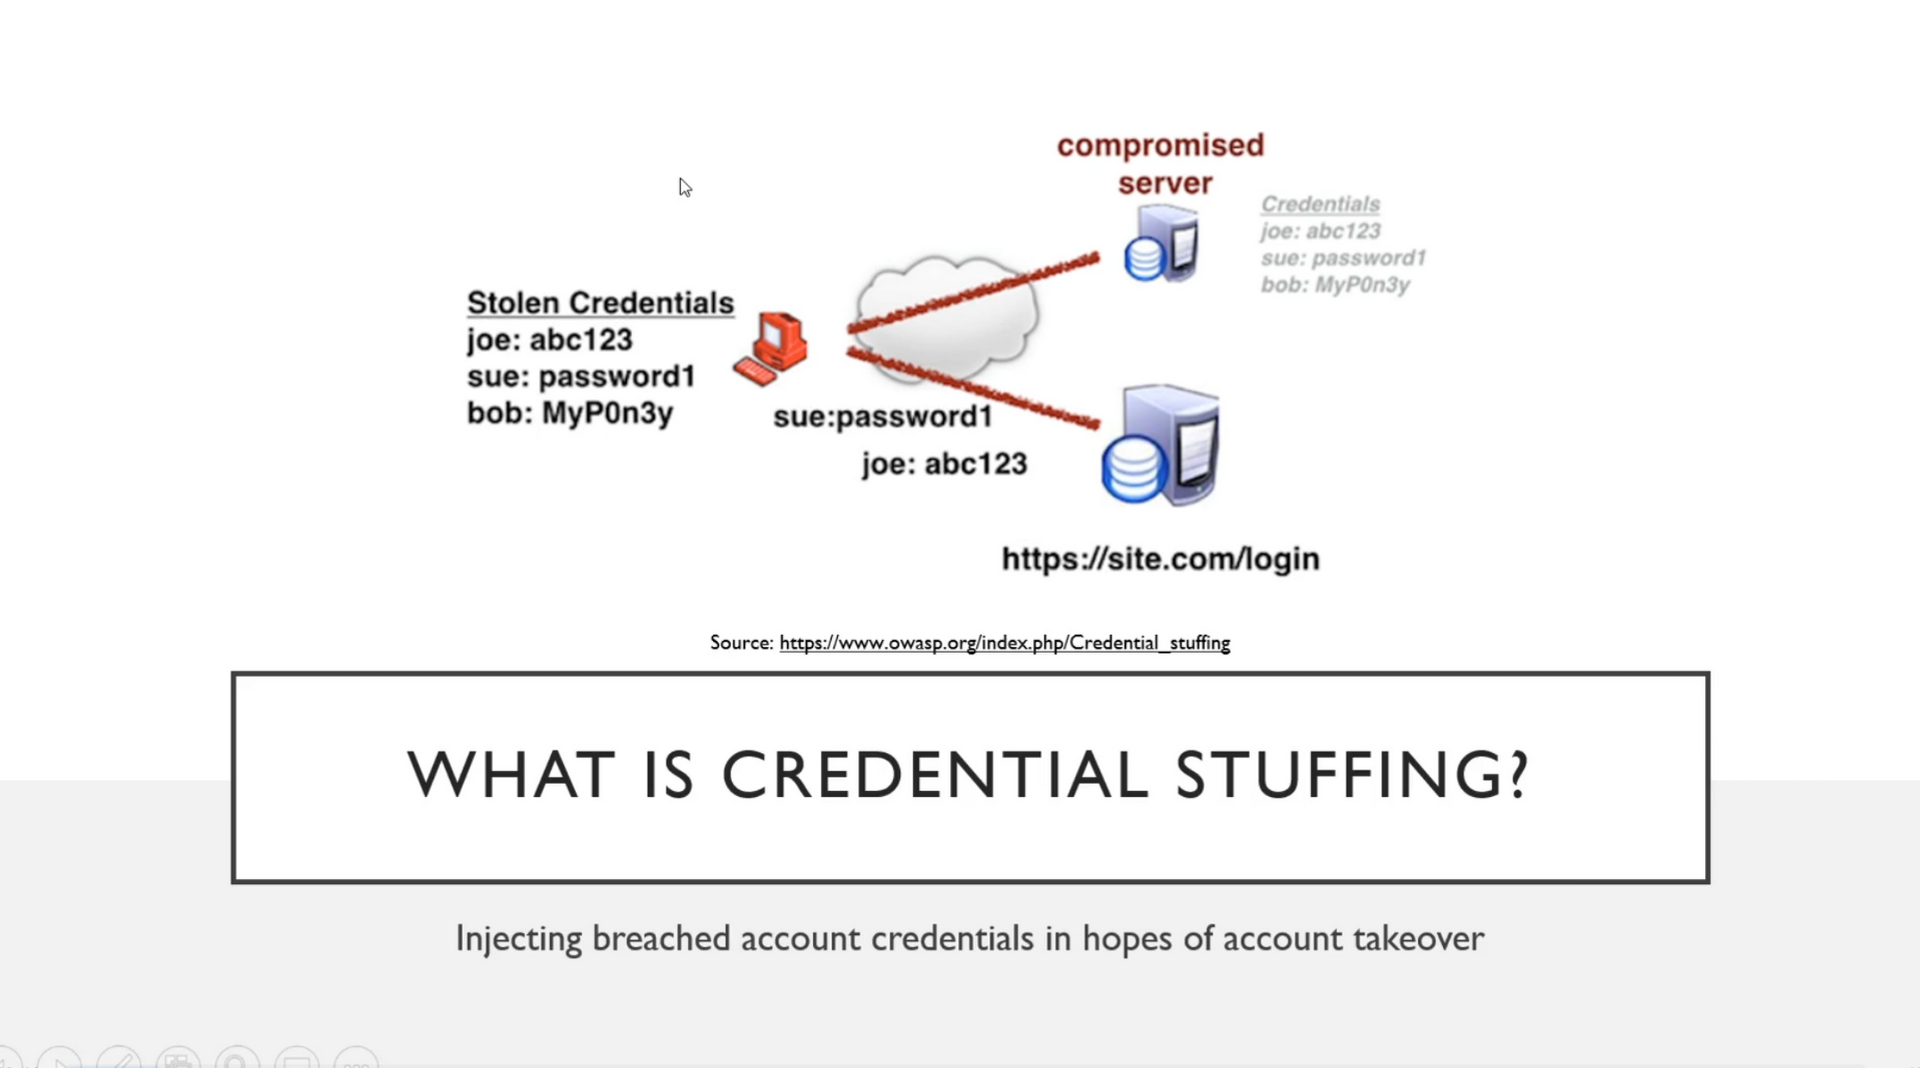 compromised
server
Credentials
joe: abc123
sue: password1
bob: MyP0n3y
Stolen Credentials
joe: abc123
sue: password1
bob: MyP0n3y
sue:password1
joe: abc123
https://site.com/login
Source: https://www.owasp.org/index.php/Credential_stuffing
WHAT IS CREDENTIAL STUFFING?
Injecting breached account credentials in hopes of account takeover